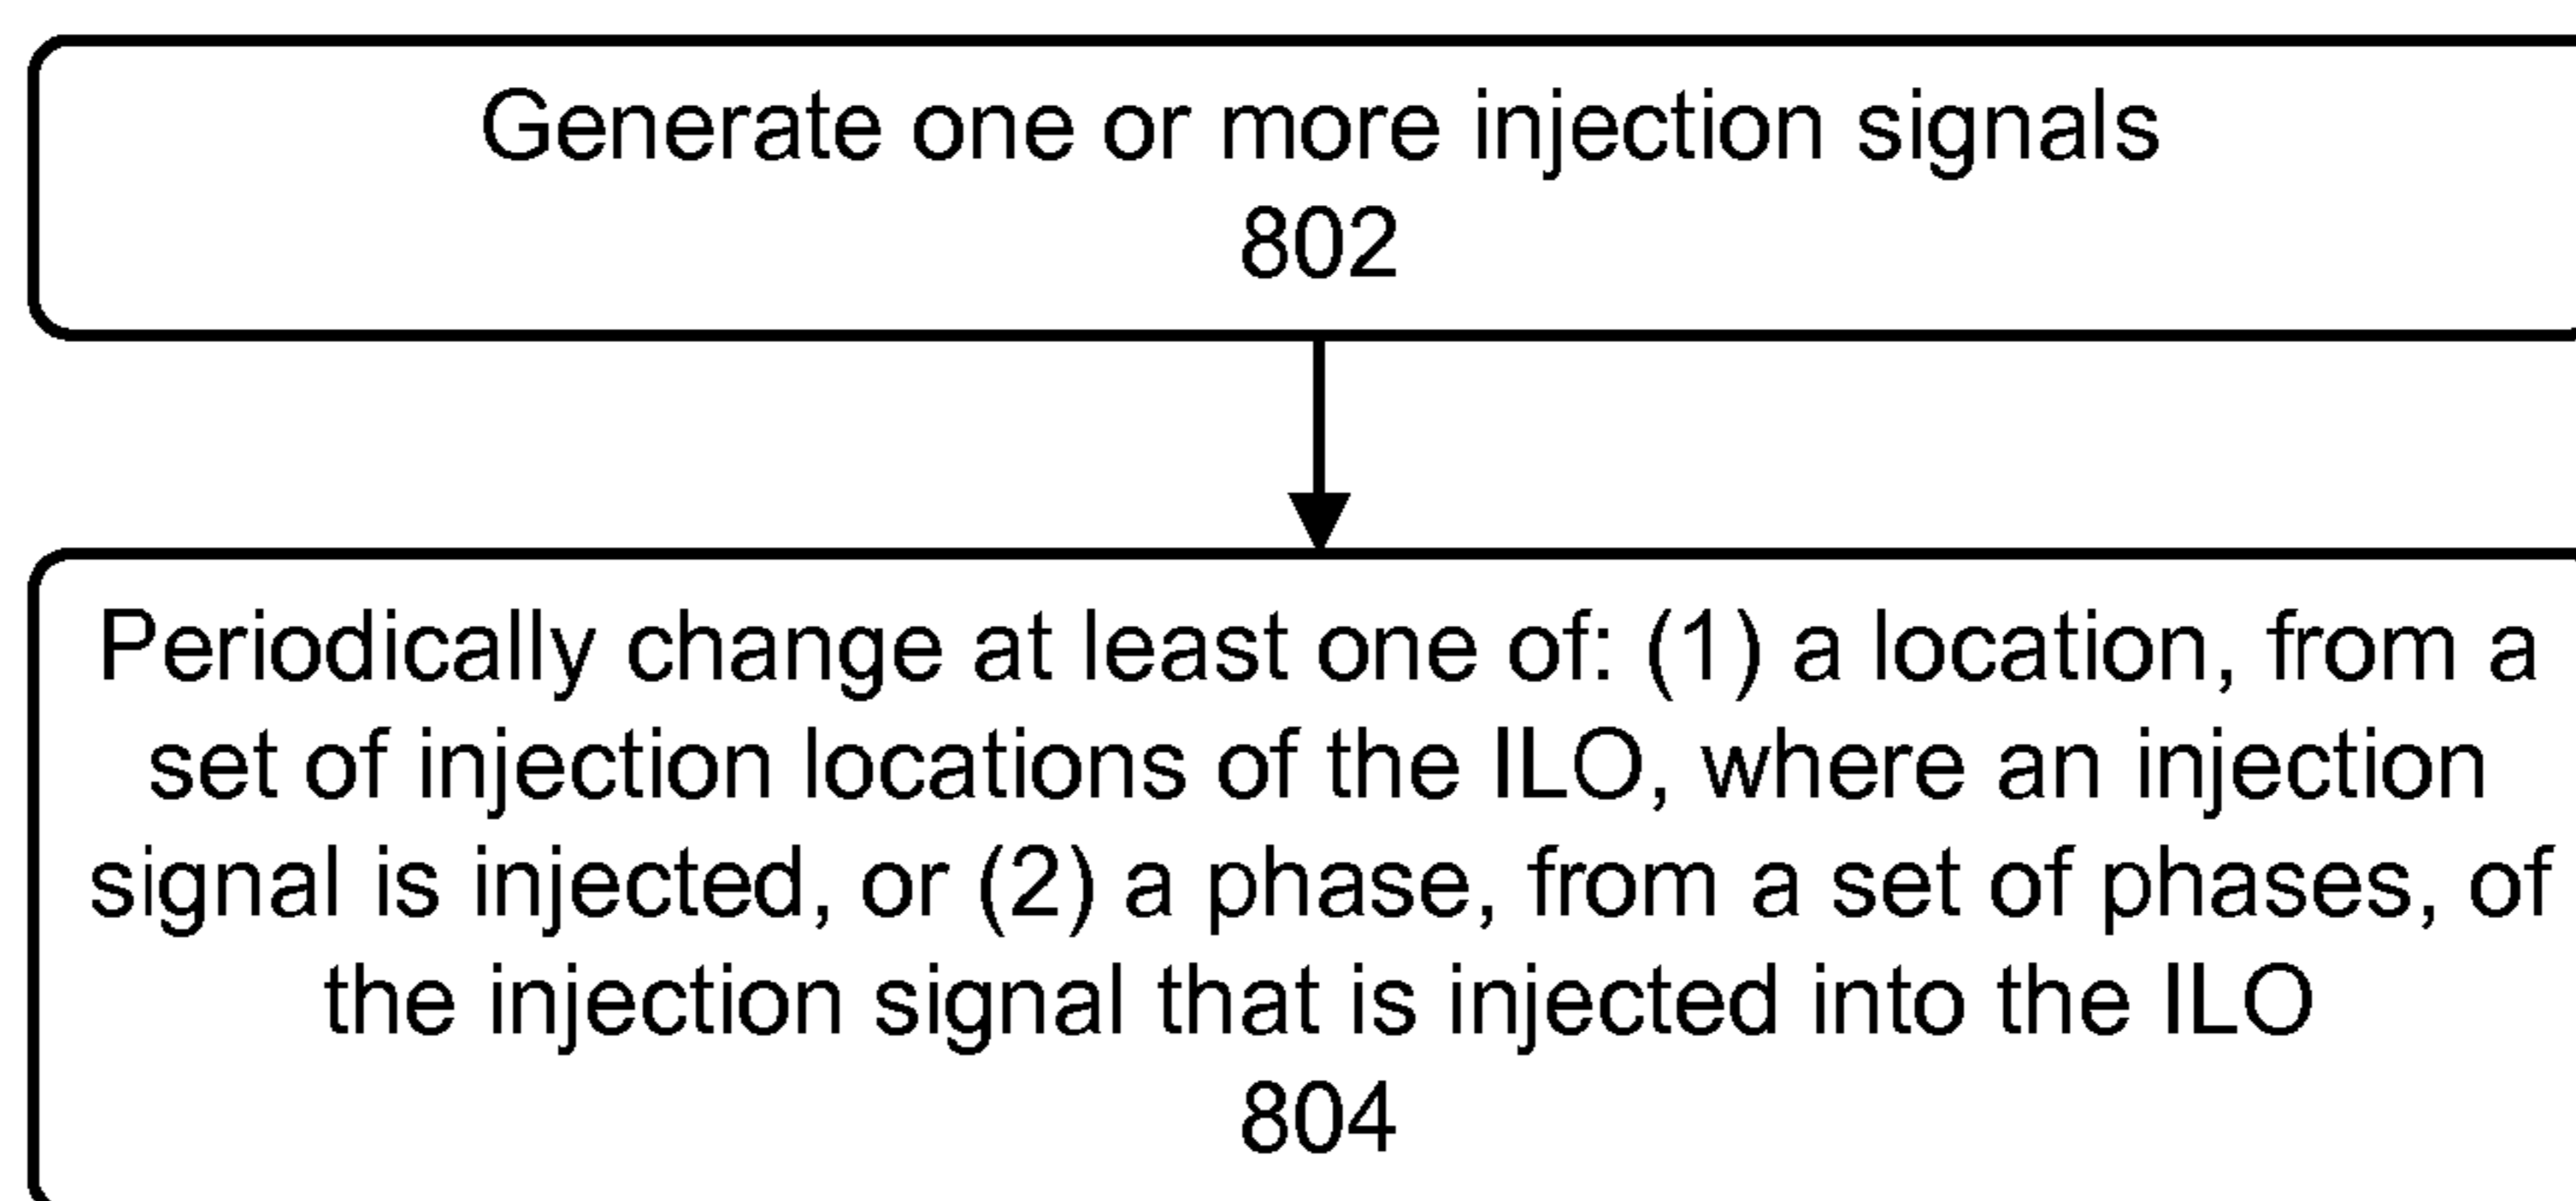 Generate one or more injection signals
802
Periodically change at least one of: (1) a location, from a
set of injection locations of the ILO, where an injection
signal is injected, or (2) a phase, from a set of phases, of
the injection signal that is injected into the ILO
804